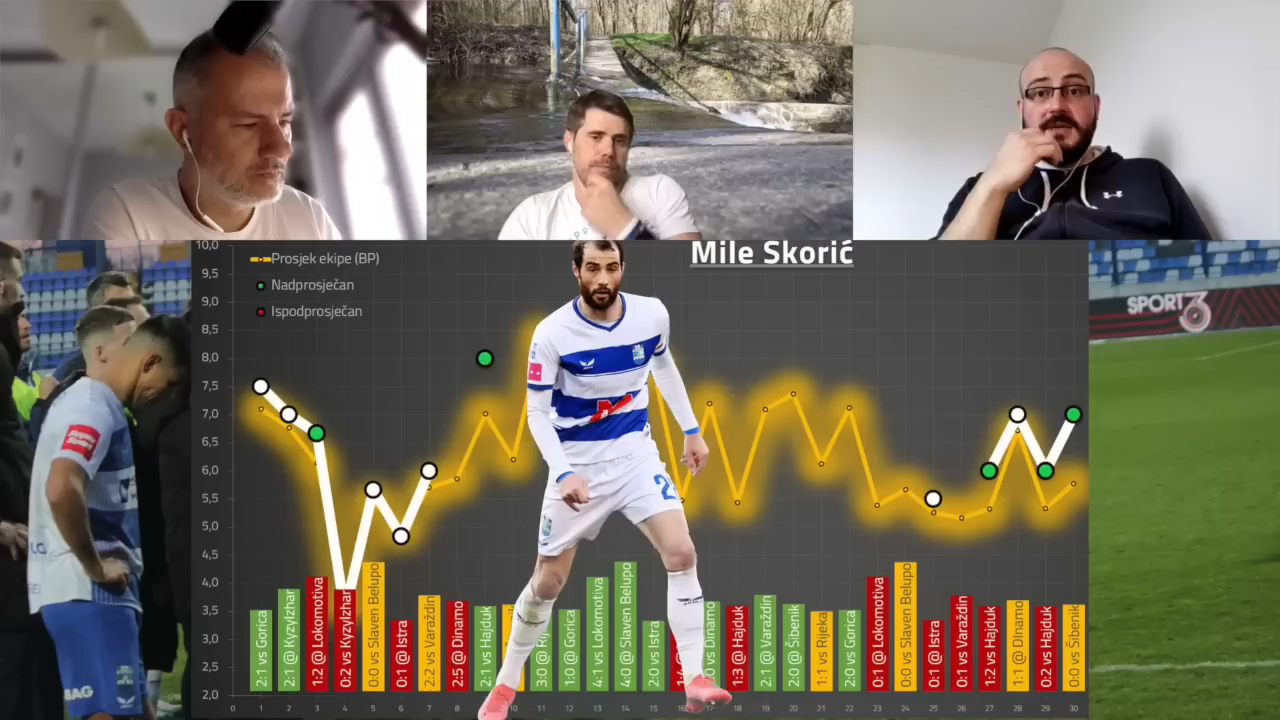 Mile Skorić
Prosjek ekipe (BP)
Nadprosječan
Ispodprosječan
10,0
9,5
9,0
8,5
8,0
7,5
7,0
6,5
6,0
5,5
5,0
4,5
4,0
3,5
3,0
2,5
2,0
2:1 vs Gorica
2:1 @ Kyzylzhar
1:2 @ Lokomotiva
0:2 vs Kyzylzhar
0:0 vs Slaven Belupo
0:1 @ Istra
2:2 vs Varaždin
2:5 @ Dinamo
2:1 vs Hajduk
3:0 @
1:0 @ Gorica
4:1 vs Lokomotiva
4:0 @ Slaven Belupo
2:0 vs Istra
vs Dinamo
1:3 @ Hajduk
2:1 @ Varaždin
2:0 @ Šibenik
1:1 vs Rijeka
2:0 vs Gorica
0:1 @ Lokomotiva
0:0 vs Slaven Belupo
0:1 @ Istra
0:1 vs Varaždin
1:2 vs Hajduk
1:1 @ Dinamo
0:2 @ Hajduk
0:0 vs Šibenik
0 1 2 3 4 5 6 7 8 9 11 12 13 14 15 16 17 18 19 20 21 22 23 24 25 26 27 28 29 30
SPORT3
BAG
2